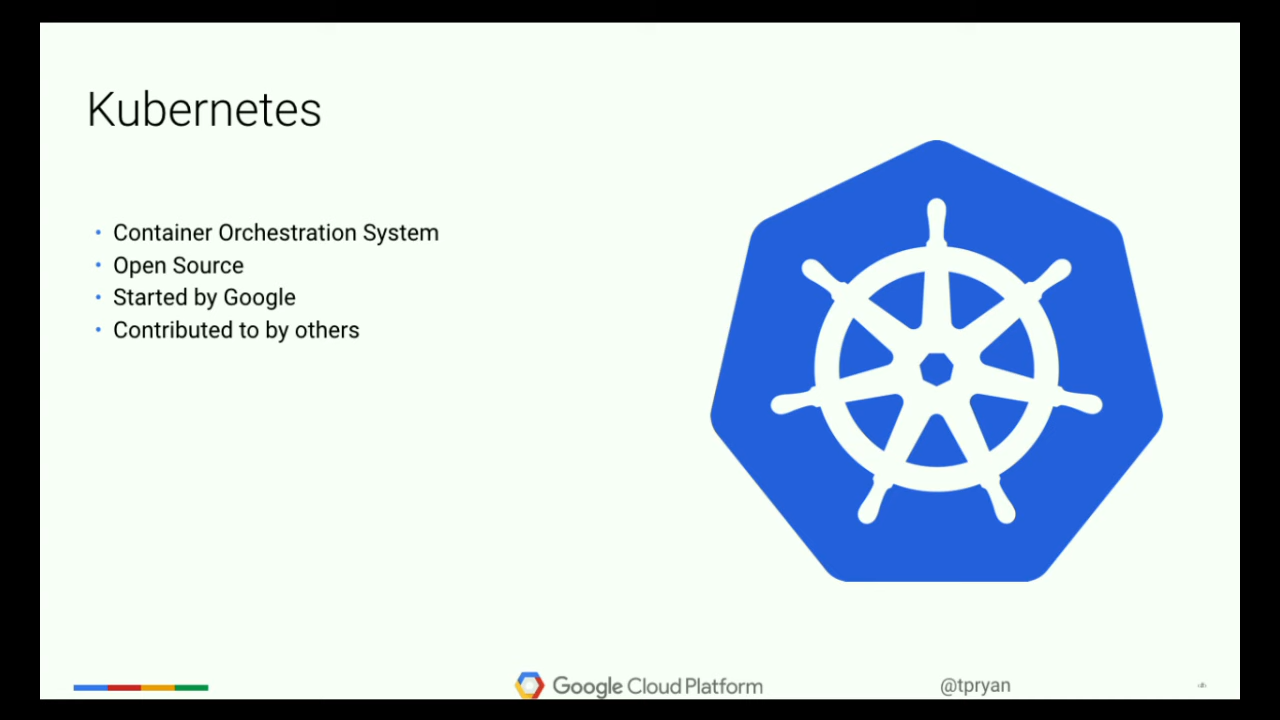 Kubernetes
• Container Orchestration System
• Open Source
• Started by Google
• Contributed to by others
Google Cloud Platform
@tpryan